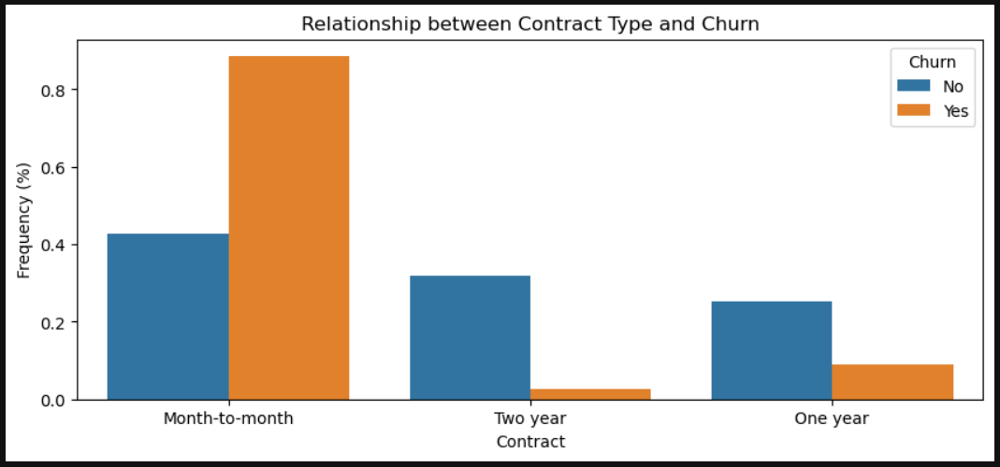 Relationship between Contract Type and Churn
Churn
No
Yes
Frequency (%)
0.8
0.6
0.4
0.2
0.0
Month-to-month
Two year
One year
Contract